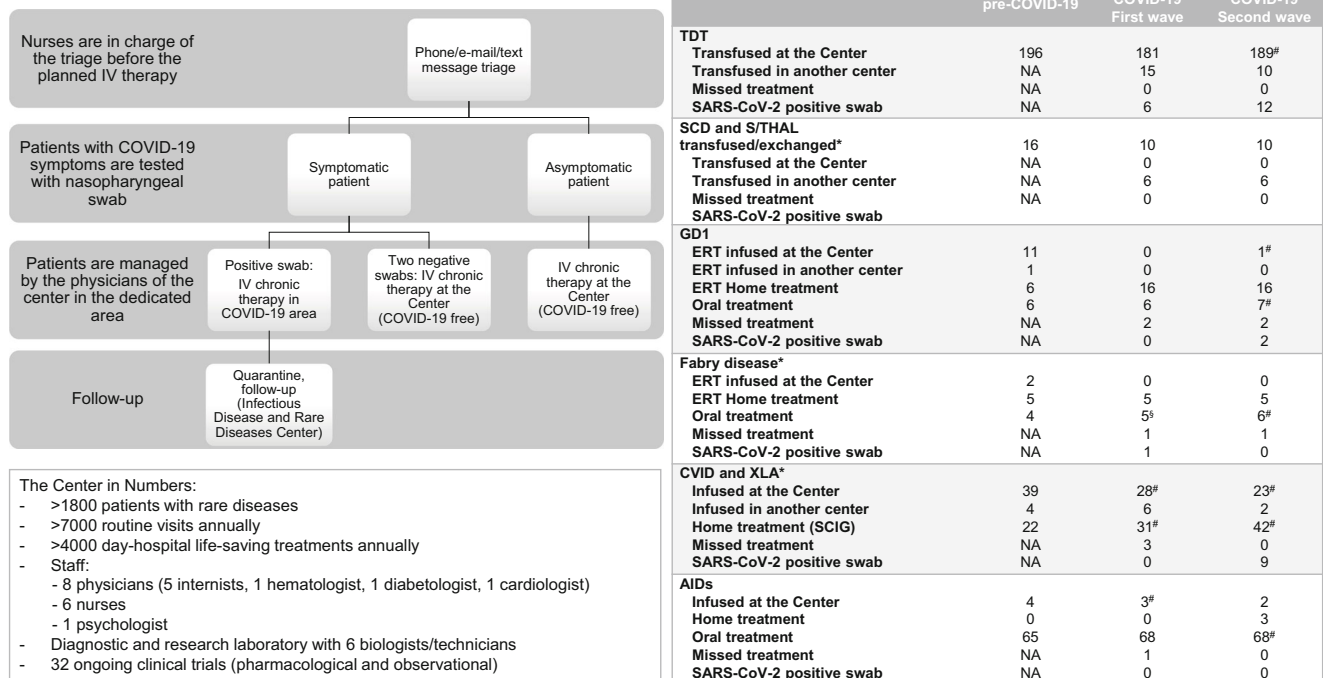 Nurses are in charge of
the triage before the
planned IV therapy
Phone/e-mail/text
message triage
Patients with COVID-19
symptoms are tested
with nasopharyngeal
swab
Symptomatic
patient
Asymptomatic
patient
Patients are managed
by the physicians of the
center in the dedicated
area
Positive swab:
IV chronic
therapy in
COVID-19 area
Two negative
swabs: IV chronic
therapy at the
Center
(COVID-19 free)
IV chronic
therapy at the
Center
(COVID-19 free)
Follow-up
Quarantine,
follow-up
(Infectious
Disease and Rare
Diseases Center)
The Center in Numbers:
- >1800 patients with rare diseases
- >7000 routine visits annually
- >4000 day-hospital life-saving treatments annually
- Staff:
- 8 physicians (5 internists, 1 hematologist, 1 diabetologist, 1 cardiologist)
- 6 nurses
- 1 psychologist
- Diagnostic and research laboratory with 6 biologists/technicians
- 32 ongoing clinical trials (pharmacological and observational)
pre-COVID-19 COVID-19 COVID-19
First wave Second wave
TDT
Transfused at the Center 196 181 189#
Transfused in another center NA 15 10
Missed treatment NA 0 0
SARS-CoV-2 positive swab NA 6 12
SCD and S/THAL
transfused/exchanged* 16 10 10
Transfused at the Center NA 0 0
Transfused in another center NA 6 6
Missed treatment NA 0 0
SARS-CoV-2 positive swab
GD1
ERT infused at the Center 11 0 1#
ERT infused in another center 1 0 0
ERT Home treatment 6 16 16
Oral treatment 6 6 7#
Missed treatment NA 2 2
SARS-CoV-2 positive swab NA 0 2
Fabry disease*
ERT infused at the Center 2 0 0
ERT Home treatment 5 5 5
Oral treatment 4 5§ 6#
Missed treatment NA 1 1
SARS-CoV-2 positive swab NA 1 0
CVID and XLA*
Infused at the Center 39 28# 23#
Infused in another center 4 6 2
Home treatment (SCIG) 22 31# 42#
Missed treatment NA 3 0
SARS-CoV-2 positive swab NA 0 9
AIDs
Infused at the Center 4 3# 2
Home treatment 0 0 3
Oral treatment 65 68 68#
Missed treatment NA 1 0
SARS-CoV-2 positive swab NA 0 0